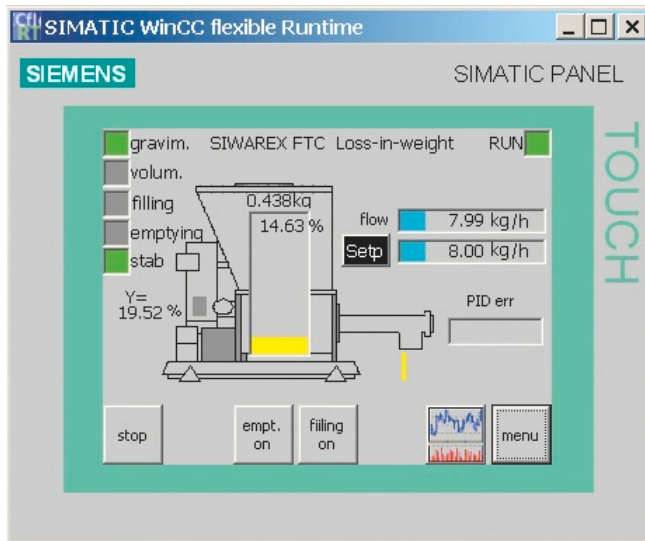 SIMATIC WinCC flexible Runtime
SIEMENS
SIMATIC PANEL
TOUCH
gravim.
SIWAREX FTC Loss-in-weight
RUN
volum.
filling
0.438kg
emptying
14.63 %
flow
7.99 kg/h
stab
Setp
8.00 kg/h
Y=
19.52 %
PID err
stop
empt.
on
fiiling
on
menu